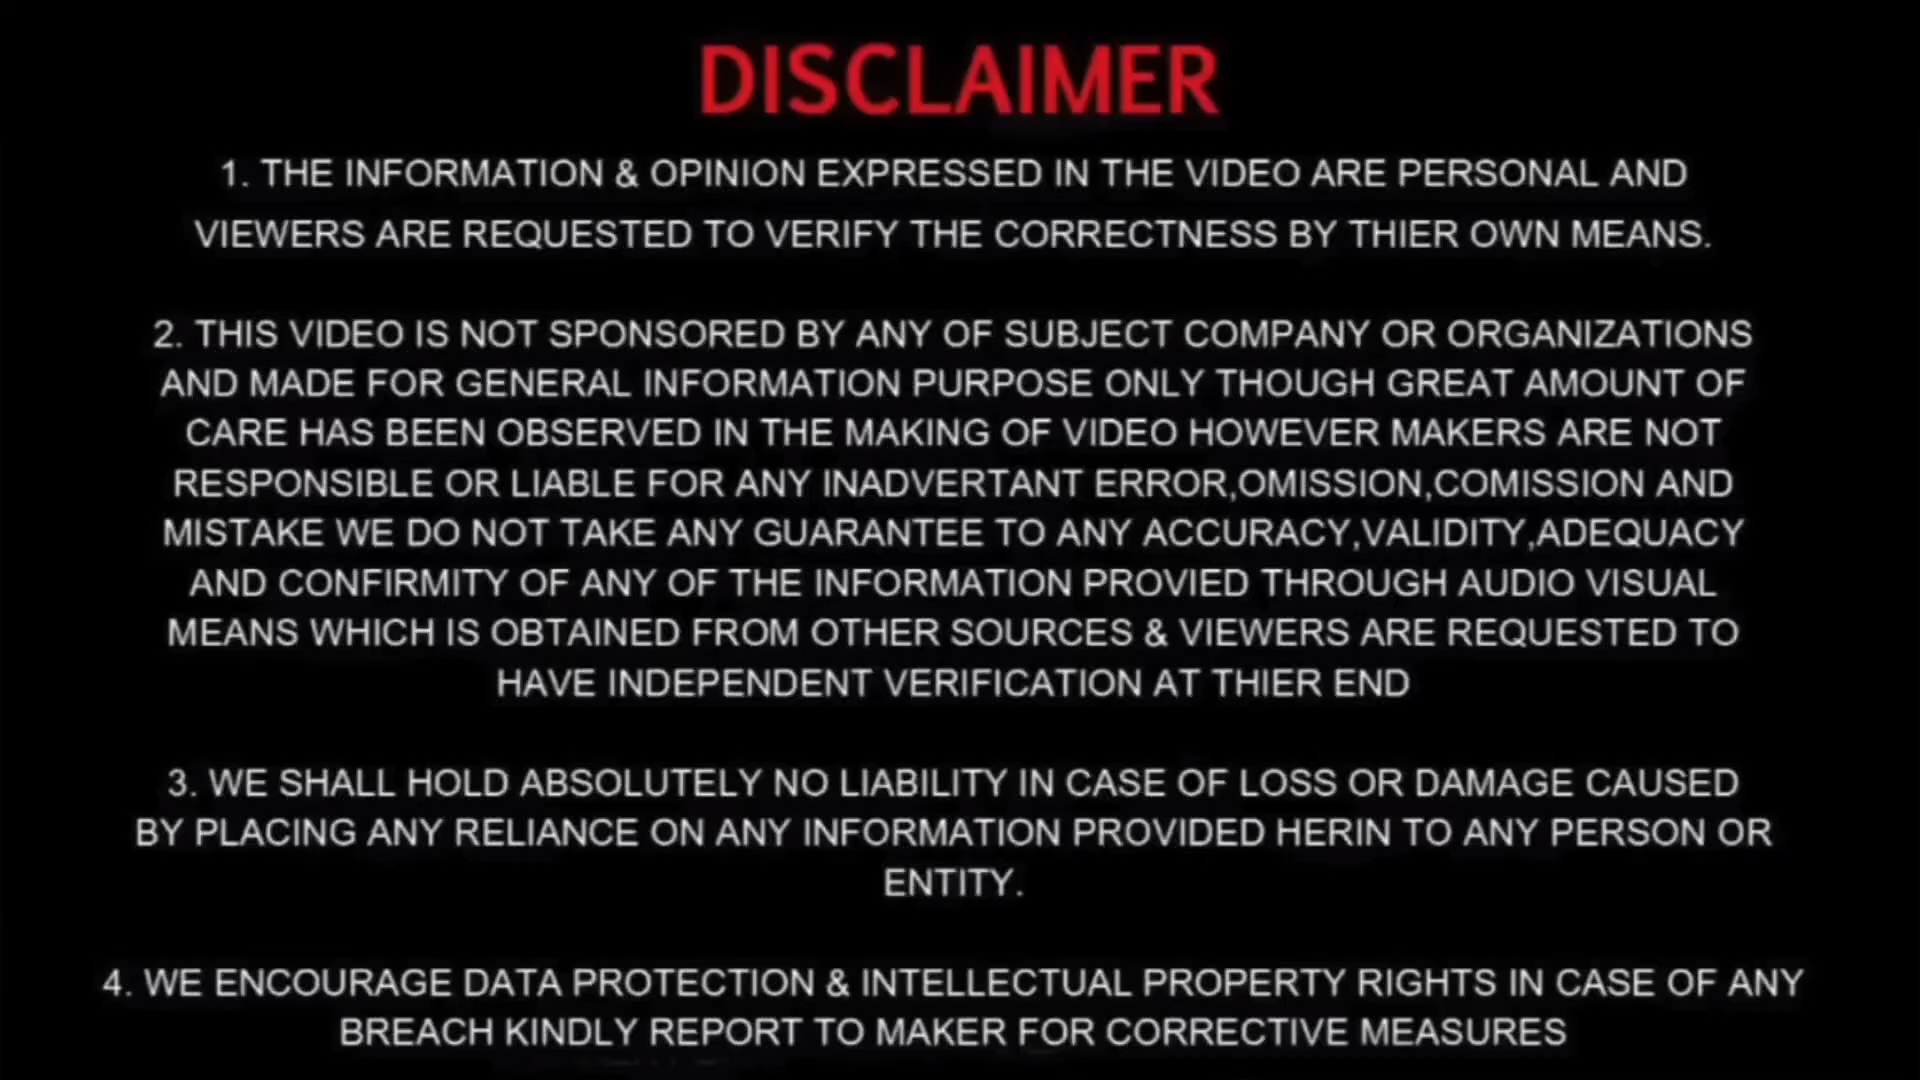 DISCLAIMER
1. THE INFORMATION & OPINION EXPRESSED IN THE VIDEO ARE PERSONAL AND
VIEWERS ARE REQUESTED TO VERIFY THE CORRECTNESS BY THIER OWN MEANS.
2. THIS VIDEO IS NOT SPONSORED BY ANY OF SUBJECT COMPANY OR ORGANIZATIONS
AND MADE FOR GENERAL INFORMATION PURPOSE ONLY THOUGH GREAT AMOUNT OF
CARE HAS BEEN OBSERVED IN THE MAKING OF VIDEO HOWEVER MAKERS ARE NOT
RESPONSIBLE OR LIABLE FOR ANY INADVERTANT ERROR,OMISSION,COMISSION AND
MISTAKE WE DO NOT TAKE ANY GUARANTEE TO ANY ACCURACY,VALIDITY,ADEQUACY
AND CONFIRMITY OF ANY OF THE INFORMATION PROVIED THROUGH AUDIO VISUAL
MEANS WHICH IS OBTAINED FROM OTHER SOURCES & VIEWERS ARE REQUESTED TO
HAVE INDEPENDENT VERIFICATION AT THIER END
3. WE SHALL HOLD ABSOLUTELY NO LIABILITY IN CASE OF LOSS OR DAMAGE CAUSED
BY PLACING ANY RELIANCE ON ANY INFORMATION PROVIDED HERIN TO ANY PERSON OR
ENTITY.
4. WE ENCOURAGE DATA PROTECTION & INTELLECTUAL PROPERTY RIGHTS IN CASE OF ANY
BREACH KINDLY REPORT TO MAKER FOR CORRECTIVE MEASURES